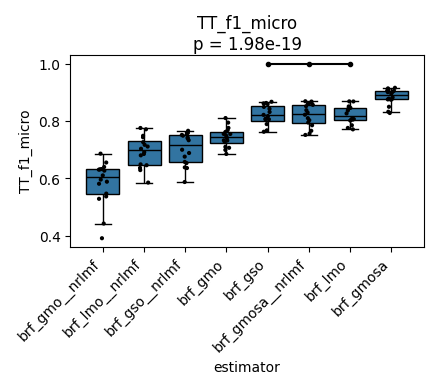 TT_f1_micro
p = 1.98e-19
TT_f1_micro
1.0
0.8
0.6
0.4
brf_gmo__nrlmf
brf_lmo__nrlmf
brf_gso__nrlmf
brf_gmo
brf_gso
brf_gmosa__nrlmf
brf_lmo
brf_gmosa
estimator